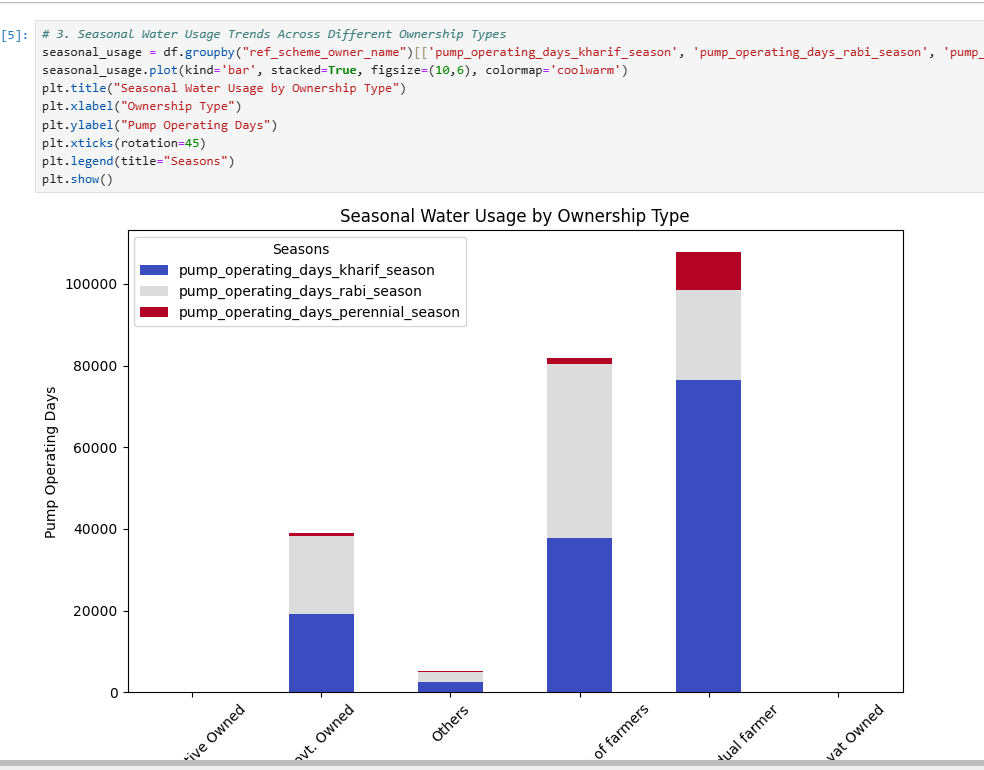 [5]:
# 3. Seasonal Water Usage Trends Across Different Ownership Types
seasonal_usage = df.groupby("ref_scheme_owner_name")[['pump_operating_days_kharif_season', 'pump_operating_days_rabi_season', 'pump_
seasonal_usage.plot(kind='bar', stacked=True, figsize=(10,6), colormap='coolwarm')
plt.title("Seasonal Water Usage by Ownership Type")
plt.xlabel("Ownership Type")
plt.ylabel("Pump Operating Days")
plt.xticks(rotation=45)
plt.legend(title="Seasons")
plt.show()
Seasonal Water Usage by Ownership Type
Seasons
pump_operating_days_kharif_season
pump_operating_days_rabi_season
pump_operating_days_perennial_season
Pump Operating Days
100000
80000
60000
40000
20000
0
Owned
Owned
Others
of farmers
farmer
Owned